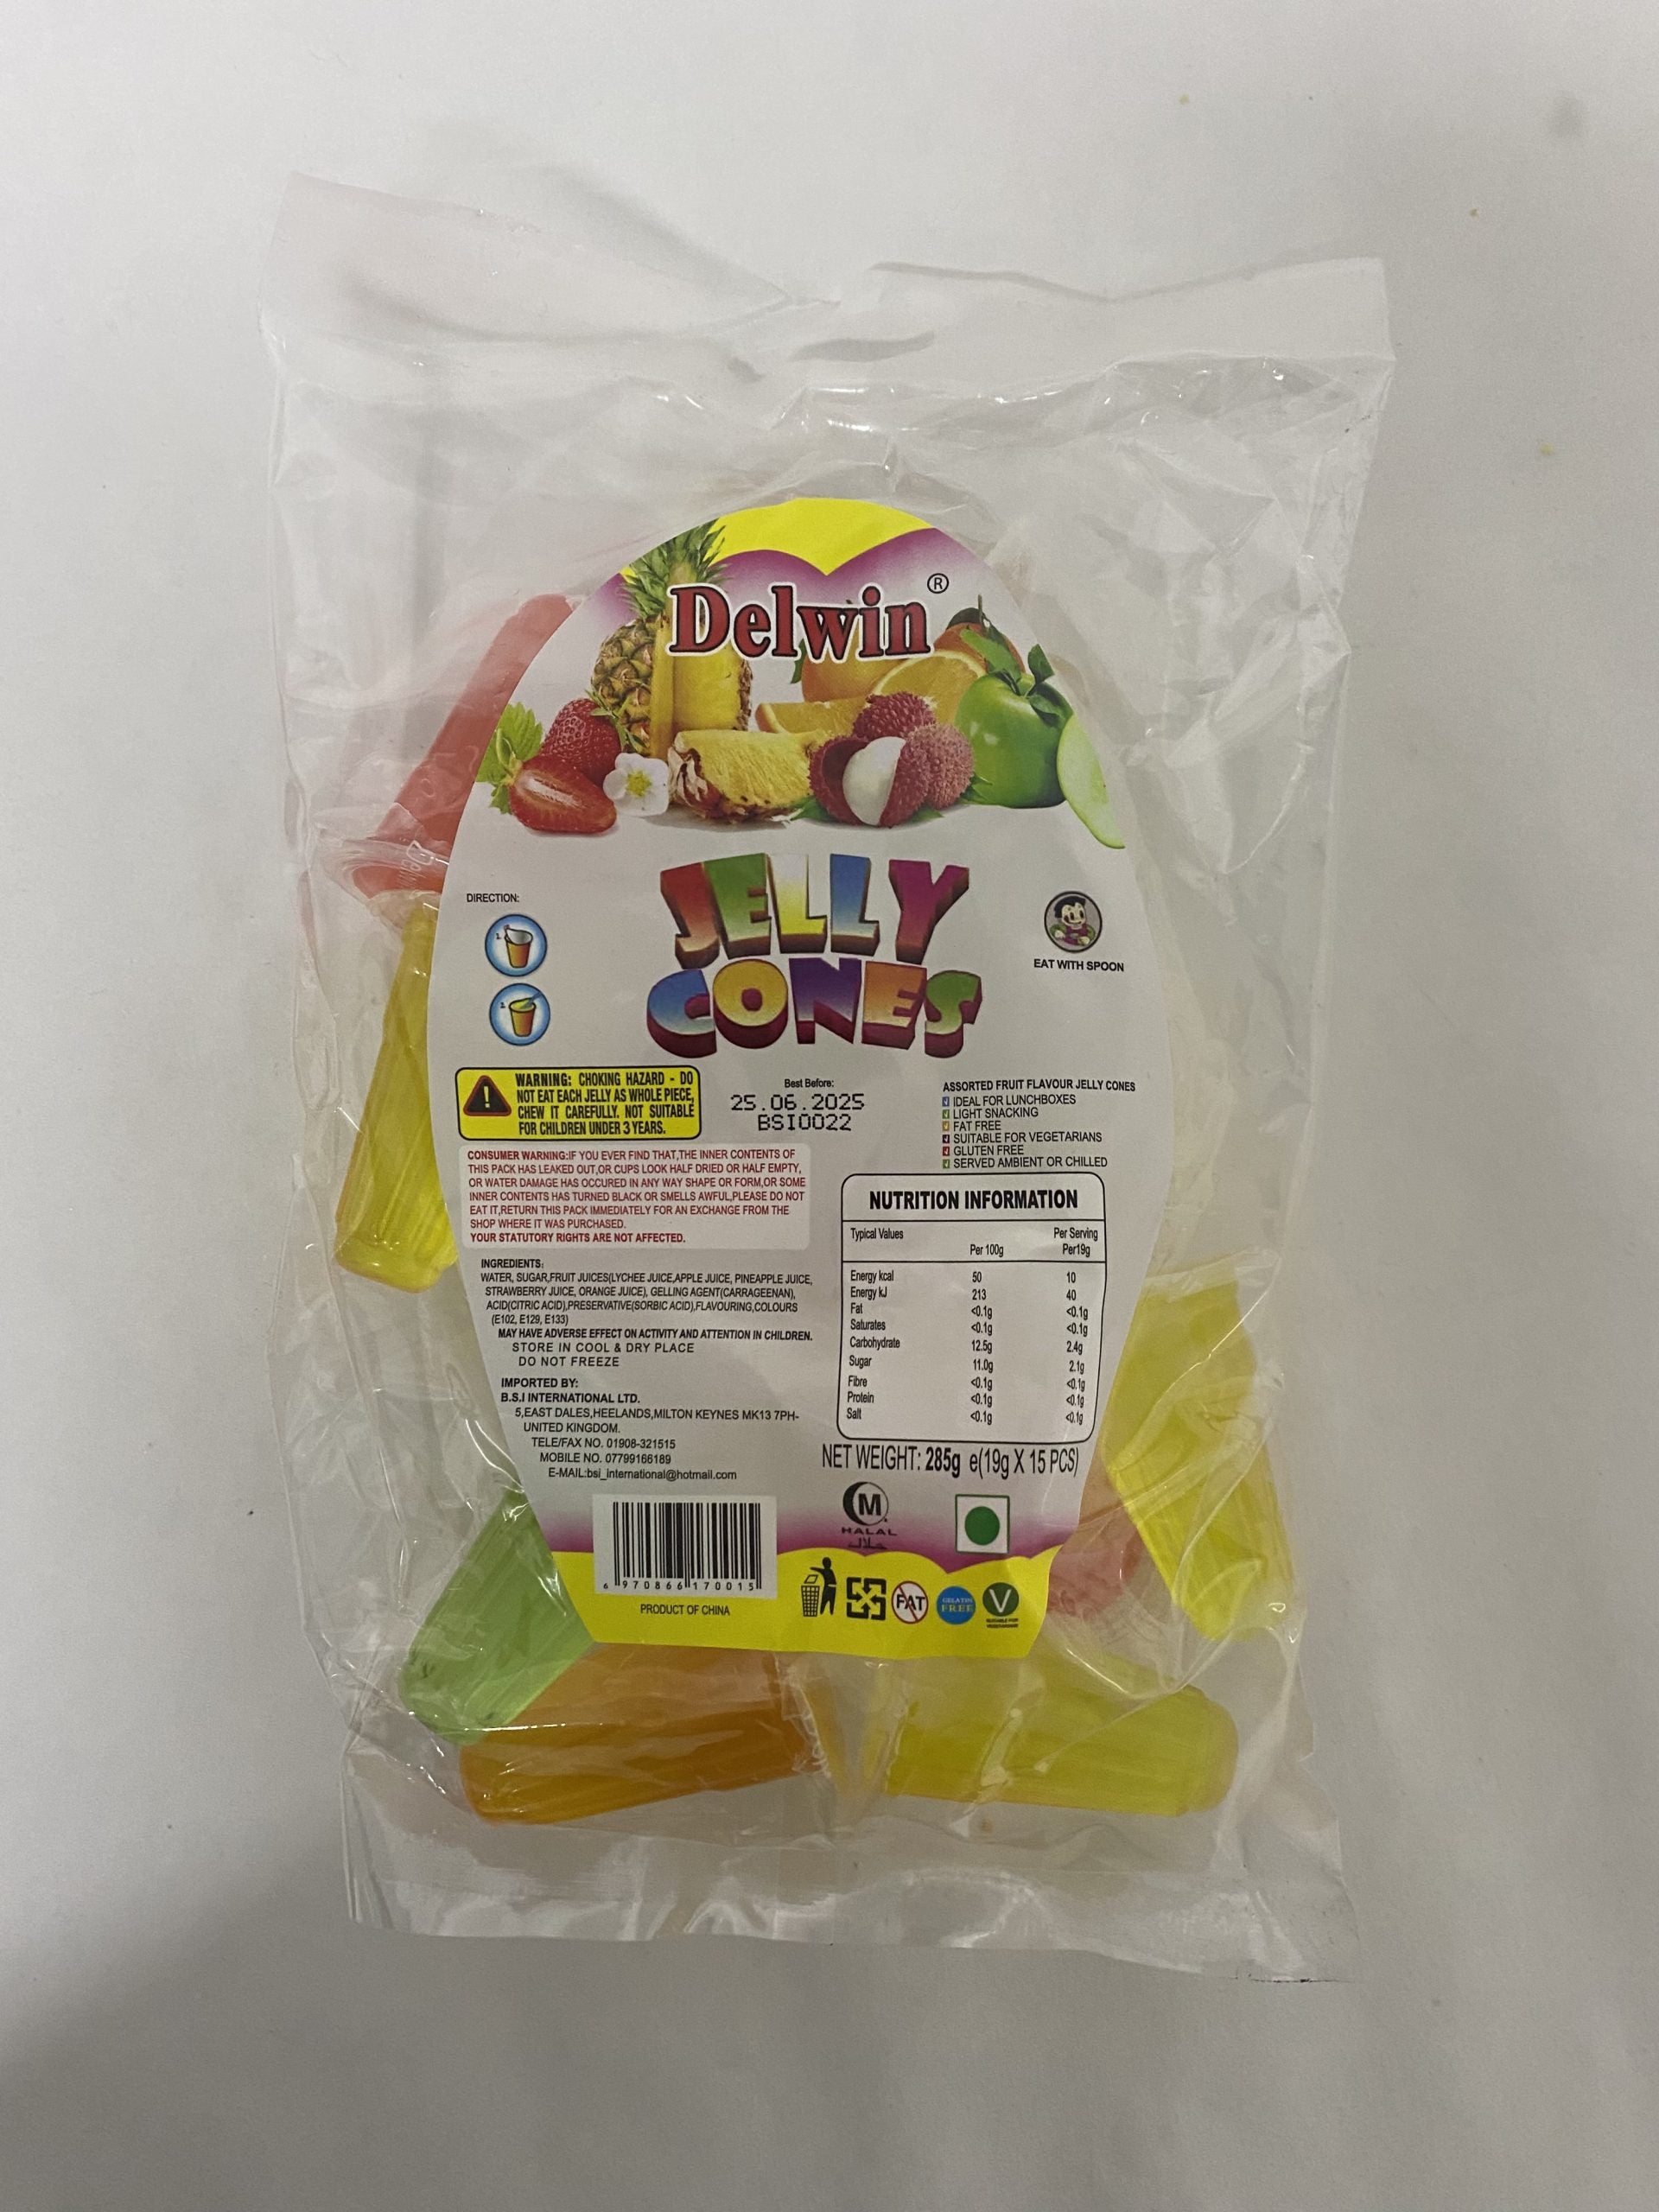 Delwin®
JELLY
CONES
DIRECTION:
1.
2.
EAT WITH SPOON
WARNING: CHOKING HAZARD - DO
NOT EAT EACH JELLY AS WHOLE PIECE,
CHEW IT CAREFULLY. NOT SUITABLE
FOR CHILDREN UNDER 3 YEARS.
Best Before:
25.06.2025
BSI0022
ASSORTED FRUIT FLAVOUR JELLY CONES
IDEAL FOR LUNCHBOXES
LIGHT SNACKING
FAT FREE
SUITABLE FOR VEGETARIANS
GLUTEN FREE
SERVED AMBIENT OR CHILLED
CONSUMER WARNING:IF YOU EVER FIND THAT,THE INNER CONTENTS OF
THIS PACK HAS LEAKED OUT,OR CUPS LOOK HALF DRIED OR HALF EMPTY,
OR WATER DAMAGE HAS OCCURED IN ANY WAY SHAPE OR FORM,OR SOME
INNER CONTENTS HAS TURNED BLACK OR SMELLS AWFUL,PLEASE DO NOT
EAT IT,RETURN THIS PACK IMMEDIATELY FOR AN EXCHANGE FROM THE
SHOP WHERE IT WAS PURCHASED.
YOUR STATUTORY RIGHTS ARE NOT AFFECTED.
INGREDIENTS:
WATER, SUGAR,FRUIT JUICES(LYCHEE JUICE,APPLE JUICE, PINEAPPLE JUICE,
STRAWBERRY JUICE, ORANGE JUICE), GELLING AGENT(CARRAGEENAN),
ACID(CITRIC ACID),PRESERVATIVE(SORBIC ACID),FLAVOURING,COLOURS
(E102, E129, E133)
MAY HAVE ADVERSE EFFECT ON ACTIVITY AND ATTENTION IN CHILDREN.
STORE IN COOL & DRY PLACE
DO NOT FREEZE
IMPORTED BY:
B.S.I INTERNATIONAL LTD.
5,EAST DALES,HEELANDS,MILTON KEYNES MK13 7PH-
UNITED KINGDOM.
TELE/FAX NO. 01908-321515
MOBILE NO. 07799166189
E-MAIL:bsi_international@hotmail.com
NUTRITION INFORMATION
Typical Values Per 100g Per Serving Per19g
Energy kcal 50 10
Energy kJ 213 40
Fat <0.1g <0.1g
Saturates <0.1g <0.1g
Carbohydrate 12.5g 2.4g
Sugar 11.0g 2.1g
Fibre <0.1g <0.1g
Protein <0.1g <0.1g
Salt <0.1g <0.1g
NET WEIGHT: 285g e(19g X 15 PCS)
M
HALAL
حلال
6 970866 170015
PRODUCT OF CHINA
FAT
GELATIN
FREE
V
SUITABLE FOR
VEGETARIANS